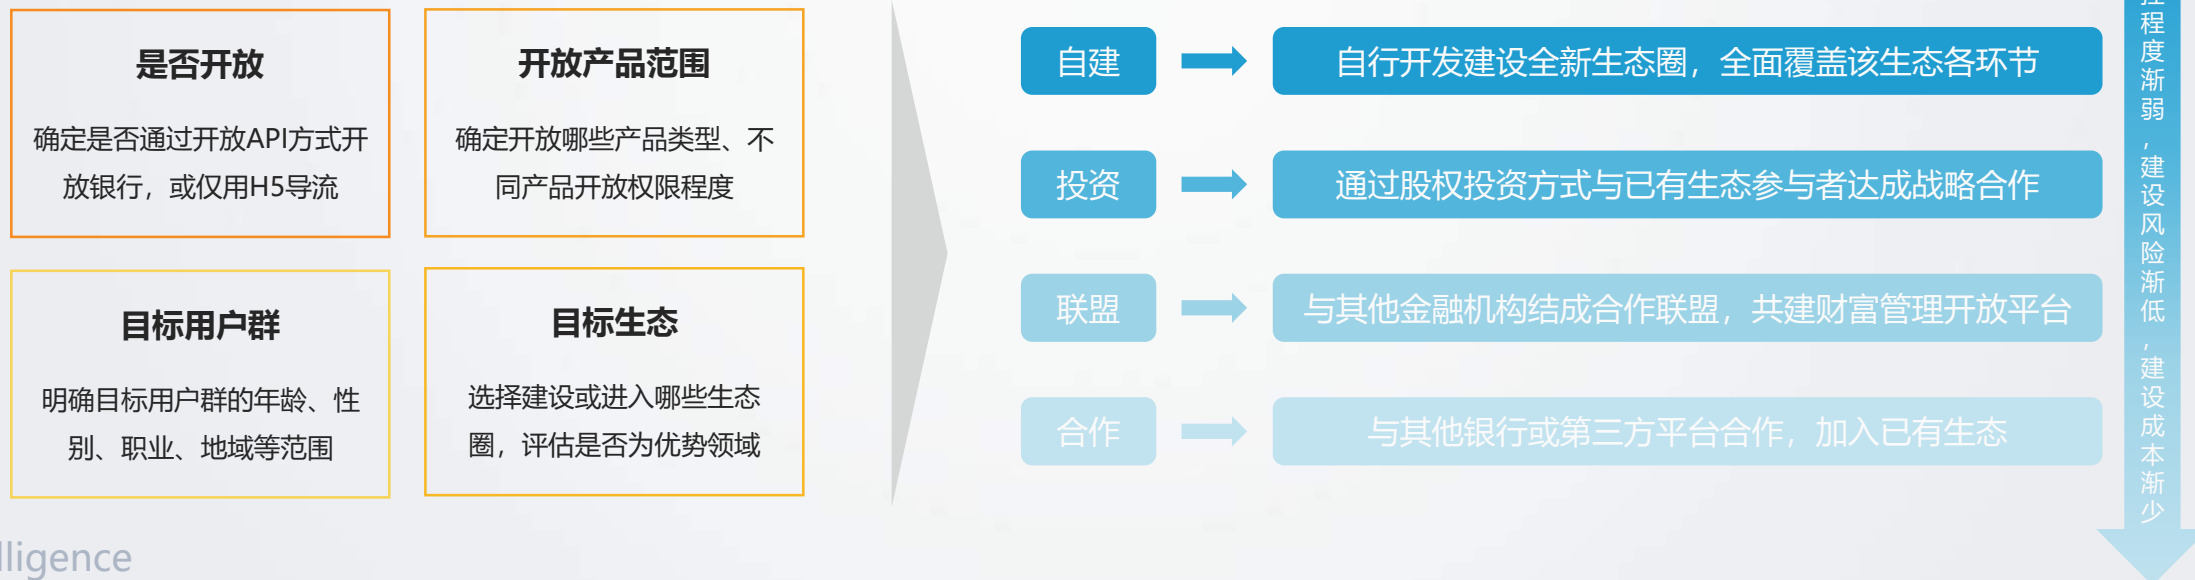 是否开放
确定是否通过开放API方式开
放银行，或仅用H5导流
开放产品范围
确定开放哪些产品类型、不
同产品开放权限程度
目标用户群
明确目标用户群的年龄、性
别、职业、地域等范围
目标生态
选择建设或进入哪些生态
圈，评估是否为优势领域
自建
自行开发建设全新生态圈，全面覆盖该生态各环节
投资
通过股权投资方式与已有生态参与者达成战略合作
联盟
与其他金融机构结成合作联盟，共建财富管理开放平台
合作
与其他银行或第三方平台合作，加入已有生态
程度渐弱，建设风险渐低，建设成本渐少
lligence